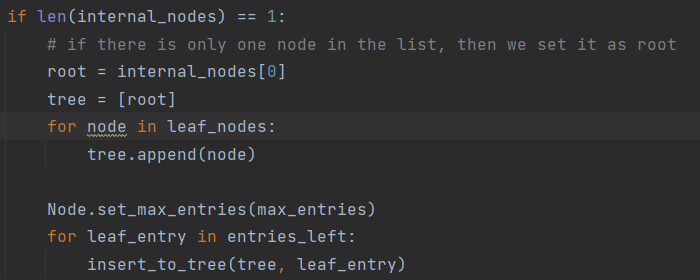 if len(internal_nodes) == 1:
    # if there is only one node in the list, then we set it as root
    root = internal_nodes[0]
    tree = [root]
    for node in leaf_nodes:
        tree.append(node)

    Node.set_max_entries(max_entries)
    for leaf_entry in entries_left:
        insert_to_tree(tree, leaf_entry)